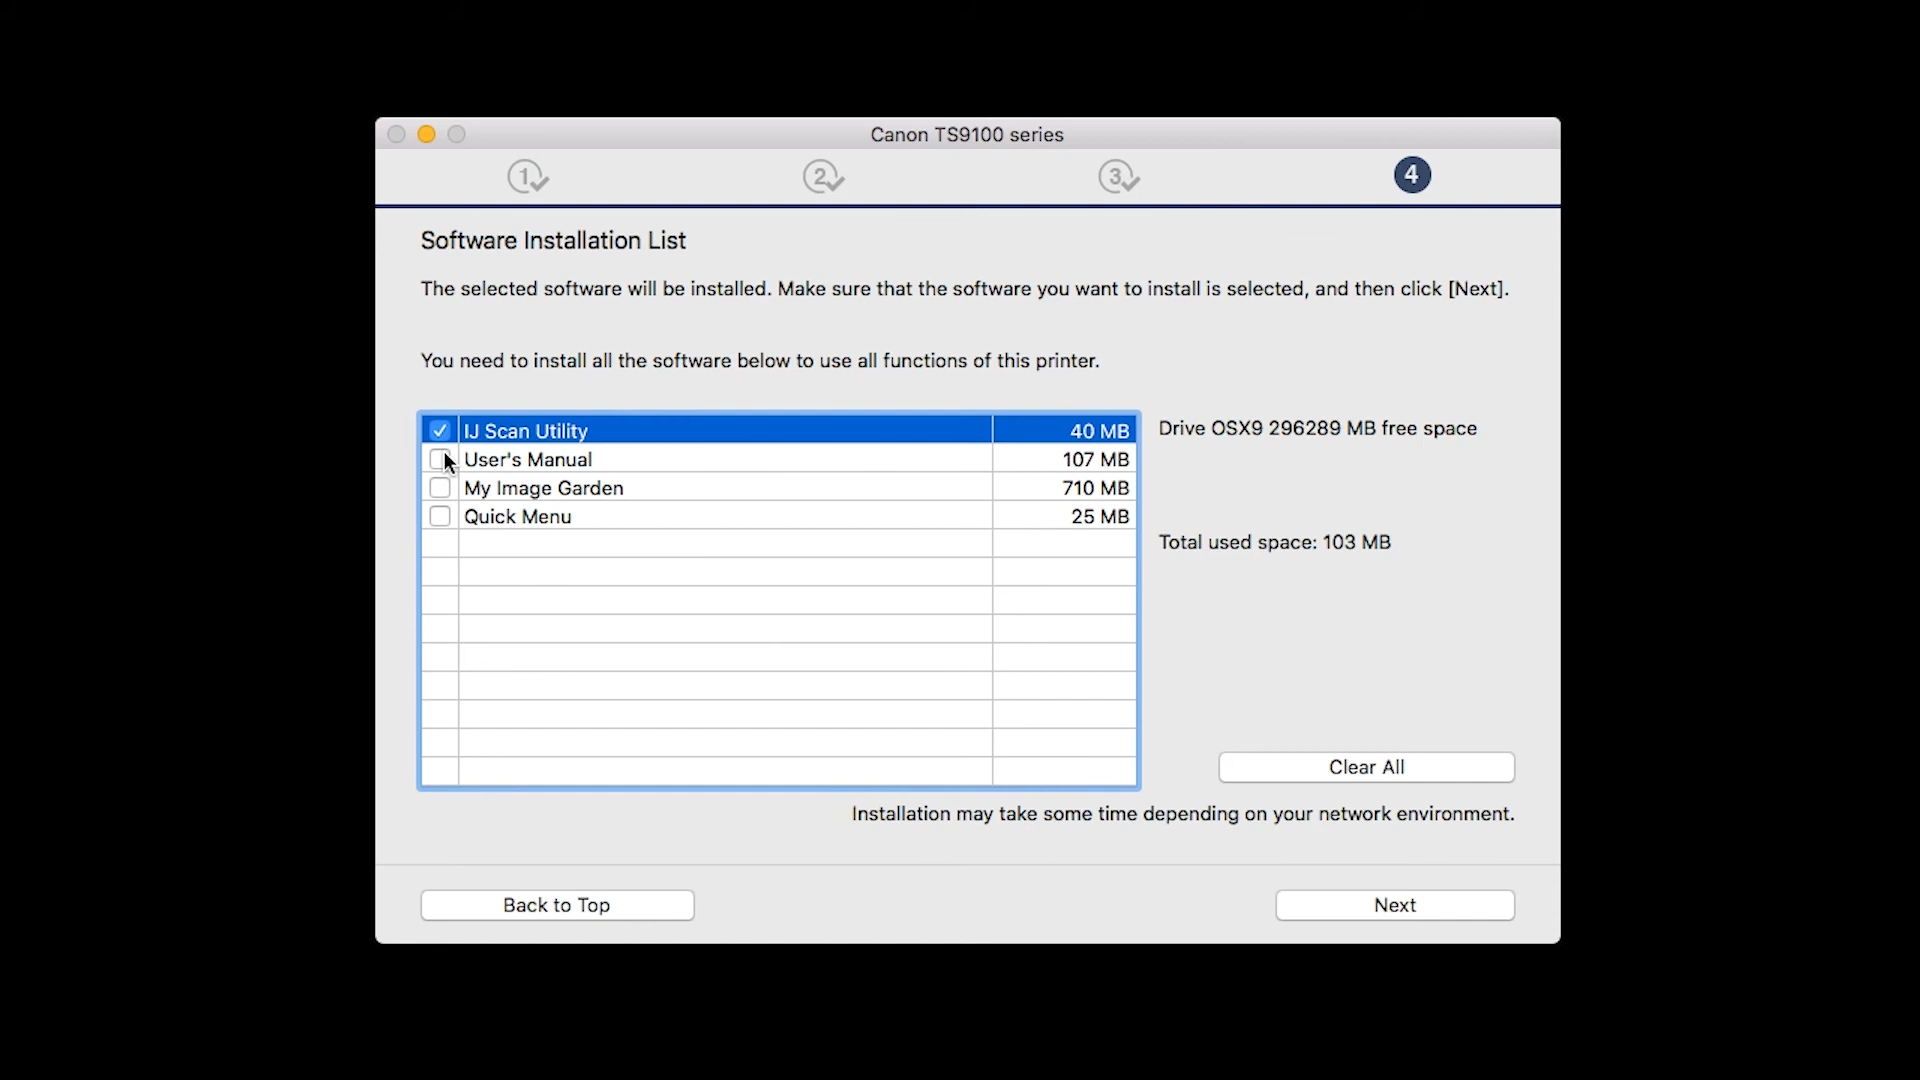 Canon TS9100 series
1 2 3 4
Software Installation List
The selected software will be installed. Make sure that the software you want to install is selected, and then click [Next].
You need to install all the software below to use all functions of this printer.
IJ Scan Utility 40 MB
User's Manual 107 MB
My Image Garden 710 MB
Quick Menu 25 MB
Drive OSX9 296289 MB free space
Total used space: 103 MB
Clear All
Installation may take some time depending on your network environment.
Back to Top
Next